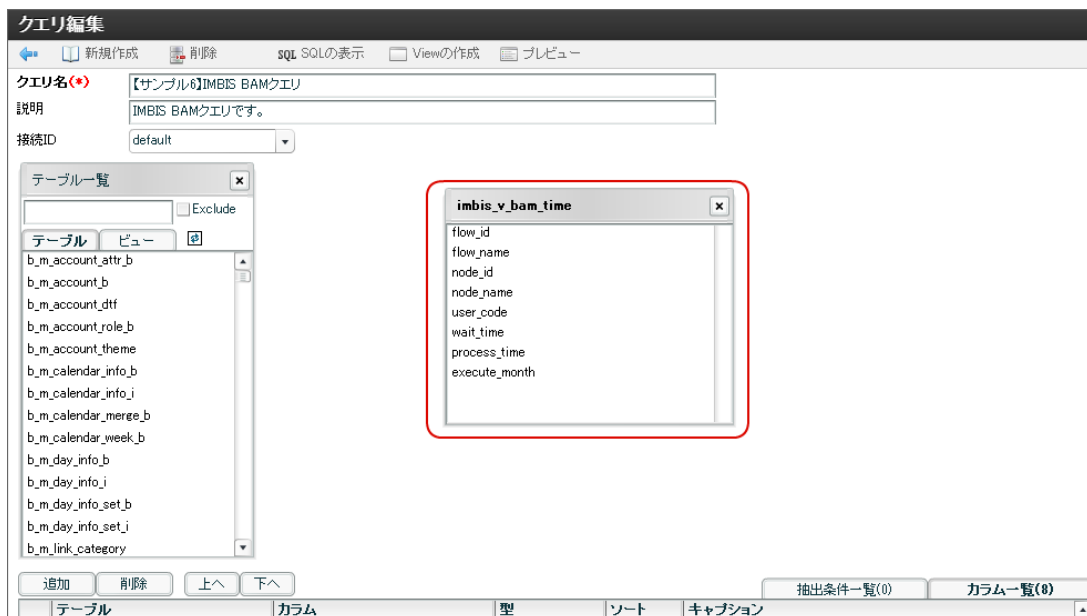 クエリ編集
新規作成 削除 SQL SQLの表示 Viewの作成 プレビュー
クエリ名(*) 【サンプル6】IMBIS BAMクエリ
説明 IMBIS BAMクエリです。
接続ID default
テーブル一覧
Exclude
テーブル ビュー
b_m_account_attr_b
b_m_account_b
b_m_account_dtf
b_m_account_role_b
b_m_account_theme
b_m_calendar_info_b
b_m_calendar_info_i
b_m_calendar_merge_b
b_m_calendar_week_b
b_m_day_info_b
b_m_day_info_i
b_m_day_info_set_b
b_m_day_info_set_i
b_m_link_category
imbis_v_bam_time
flow_id
flow_name
node_id
node_name
user_code
wait_time
process_time
execute_month
追加 削除 上へ 下へ
抽出条件一覧(0) カラム一覧(8)
テーブル カラム 型 ソート キャプション